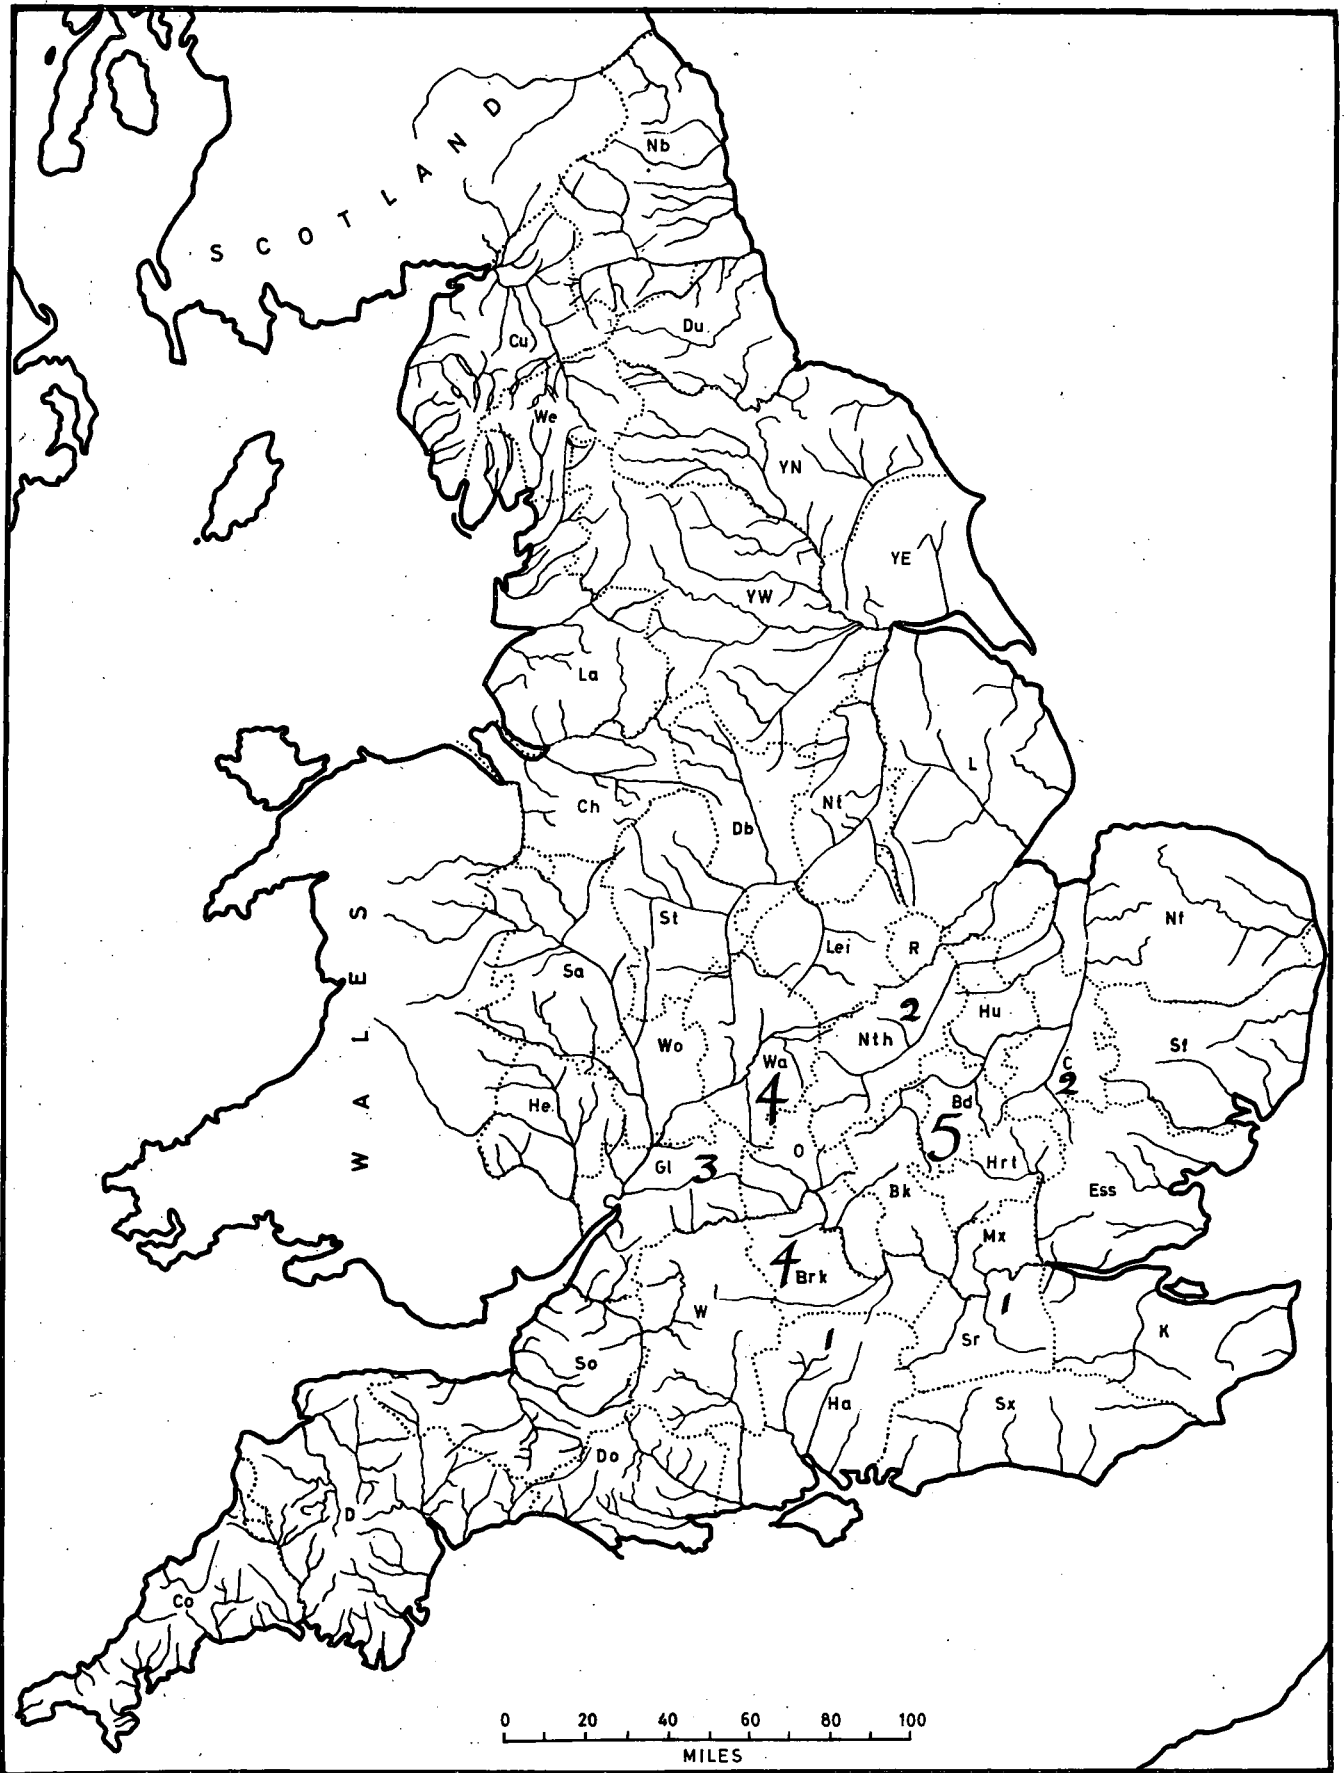 SCOTLAND
Nb
Du
Cu
We
YN
YE
YW
La
L
Ch
Db
Nt
WALES
St
Lei
R
Nf
Sa
2
Hu
Nth
Wo
Wa
4
C
2
Sf
He
Bd
5
O
Hrt
Gl
3
Bk
Ess
Mx
4
Brk
W
1
Sr
1
K
So
Ha
Sx
Do
D
Co
0 20 40 60 80 100
MILES